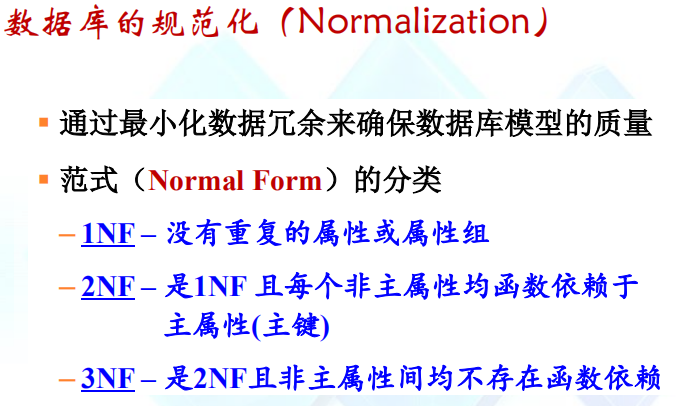 数据库的规范化（Normalization）
▪ 通过最小化数据冗余来确保数据库模型的质量
▪ 范式（Normal Form）的分类
– 1NF – 没有重复的属性或属性组
– 2NF – 是1NF 且每个非主属性均函数依赖于
主属性(主键)
– 3NF – 是2NF且非主属性间均不存在函数依赖